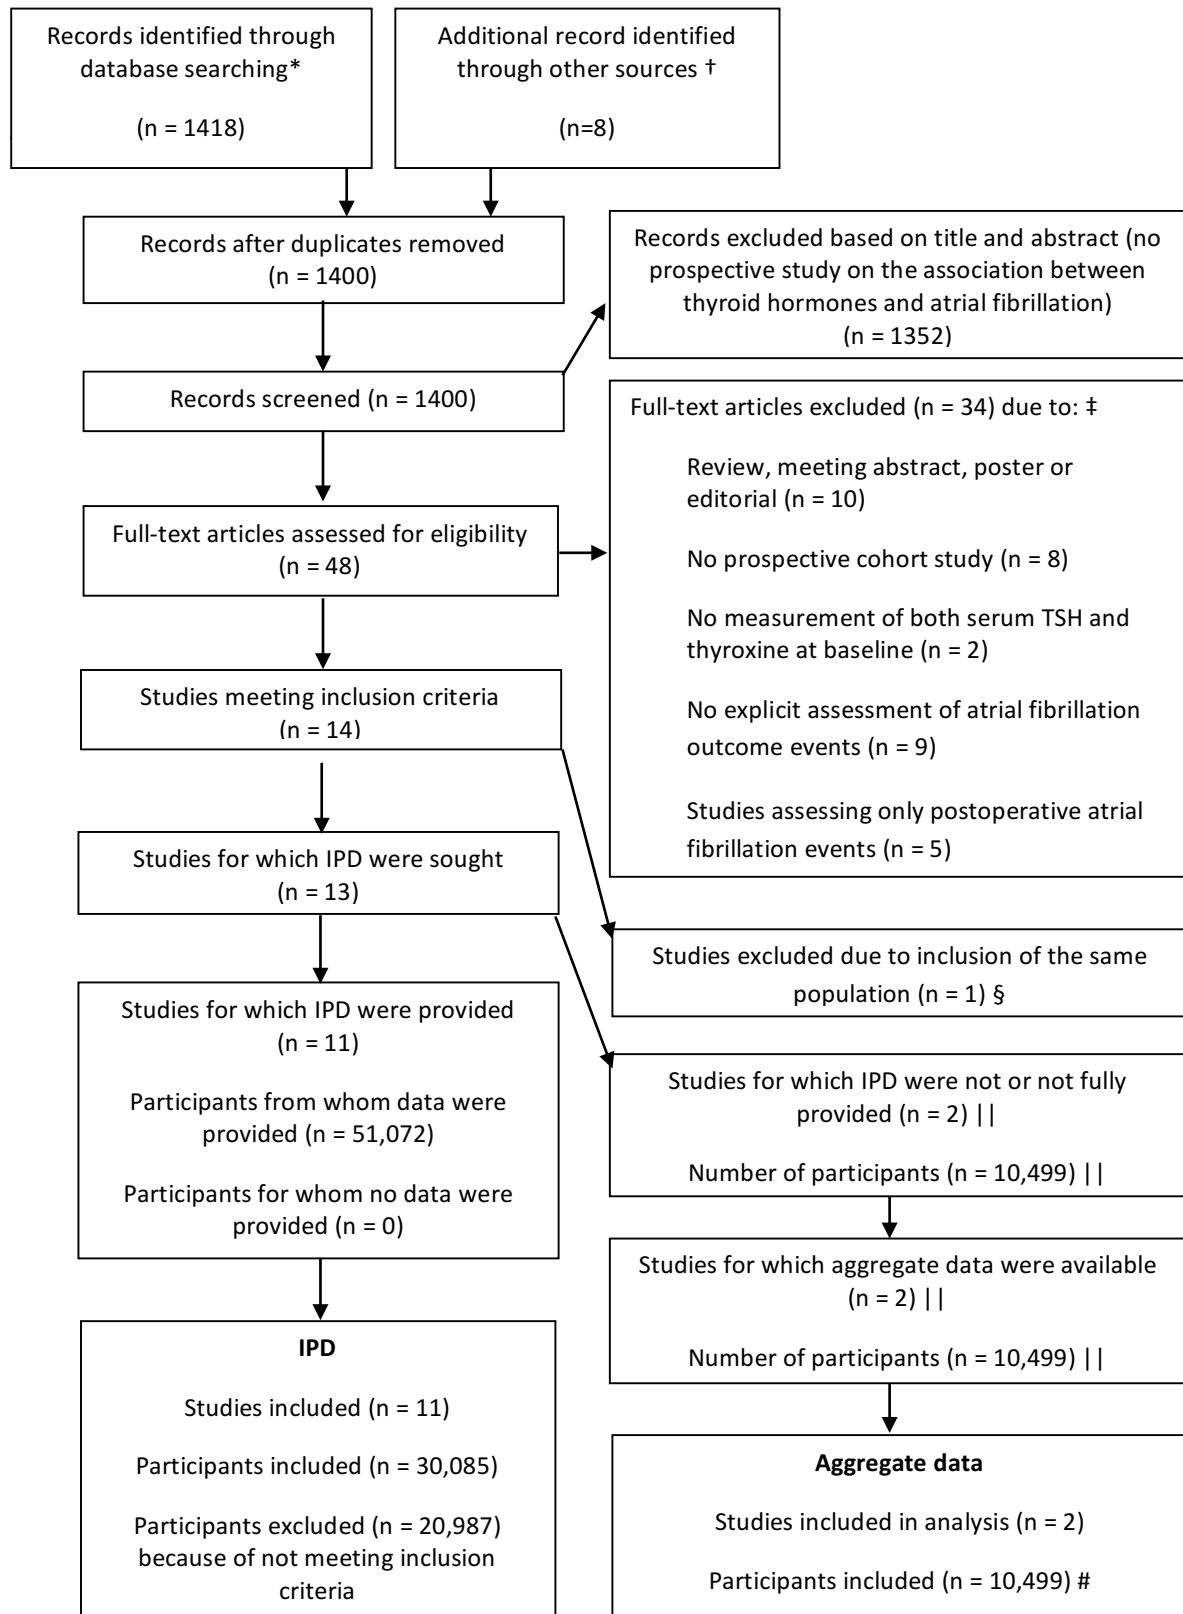 Records identified through
database searching*
(n = 1418)
Additional record identified
through other sources †
(n=8)
Records after duplicates removed
(n = 1400)
Records excluded based on title and abstract (no
prospective study on the association between
thyroid hormones and atrial fibrillation)
(n = 1352)
Records screened (n = 1400)
Full-text articles excluded (n = 34) due to: ‡
Review, meeting abstract, poster or
editorial (n = 10)
No prospective cohort study (n = 8)
No measurement of both serum TSH and
thyroxine at baseline (n = 2)
No explicit assessment of atrial fibrillation
outcome events (n = 9)
Studies assessing only postoperative atrial
fibrillation events (n = 5)
Full-text articles assessed for eligibility
(n = 48)
Studies meeting inclusion criteria
(n = 14)
Studies for which IPD were sought
(n = 13)
Studies excluded due to inclusion of the same
population (n = 1) §
Studies for which IPD were provided
(n = 11)
Participants from whom data were
provided (n = 51,072)
Participants for whom no data were
provided (n = 0)
Studies for which IPD were not or not fully
provided (n = 2) ||
Number of participants (n = 10,499) ||
Studies for which aggregate data were available
(n = 2) ||
Number of participants (n = 10,499) ||
IPD
Studies included (n = 11)
Participants included (n = 30,085)
Participants excluded (n = 20,987)
because of not meeting inclusion
criteria
Aggregate data
Studies included in analysis (n = 2)
Participants included (n = 10,499) #